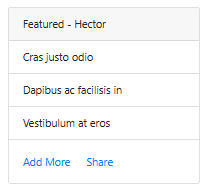 Featured - Hector
Cras justo odio
Dapibus ac facilisis in
Vestibulum at eros
Add More Share